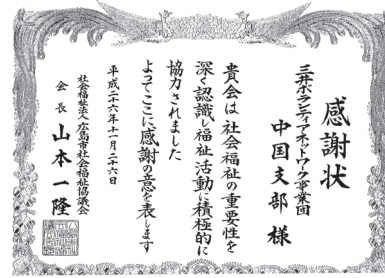 感謝状
三井ボランティアネットワーク事業団
中国支部 様
貴会は社会福祉の重要性を
深く認識し福祉活動に積極的に
協力されました
よってここに感謝の意を表します
平成二十六年十一月二十六日
社会福祉法人広島市社会福祉協議会
会長 山本一隆